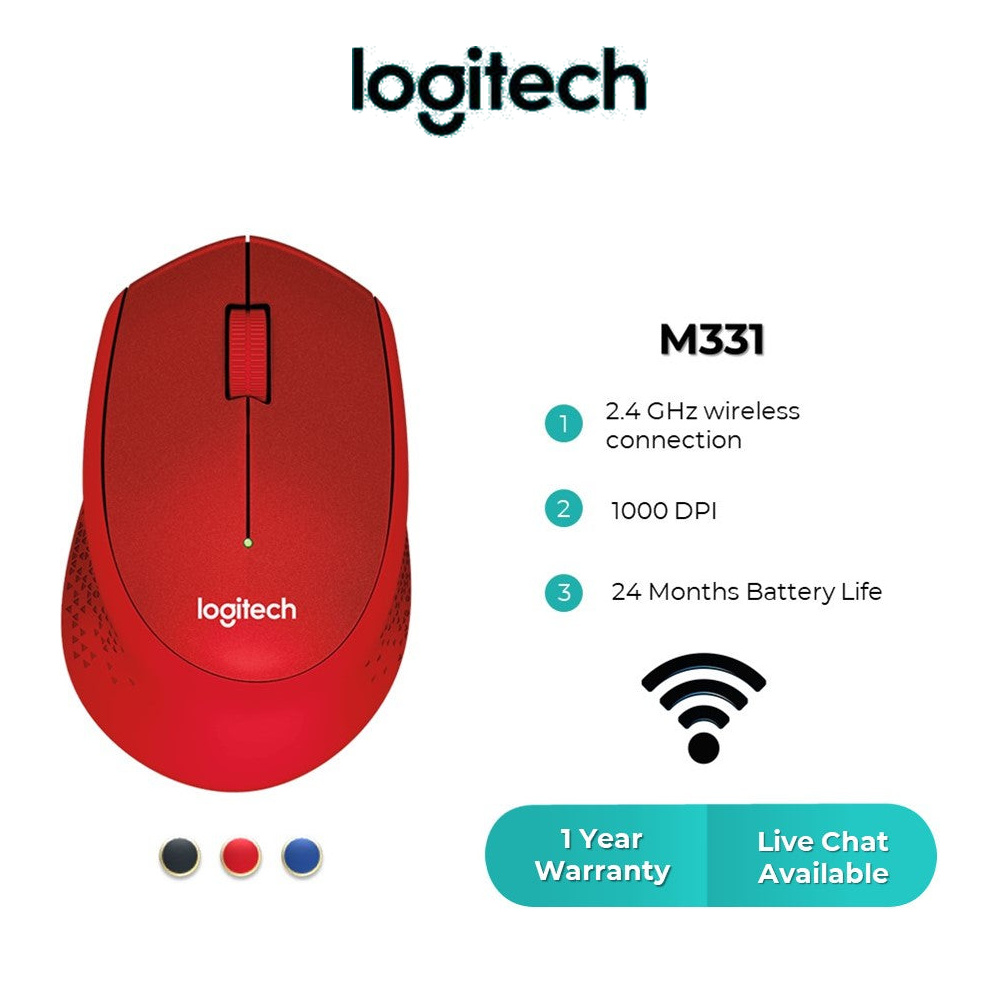 logitech
M331
1
2.4 GHz wireless
connection
2
1000 DPI
3
24 Months Battery Life
logitech
1 Year
Warranty
Live Chat
Available